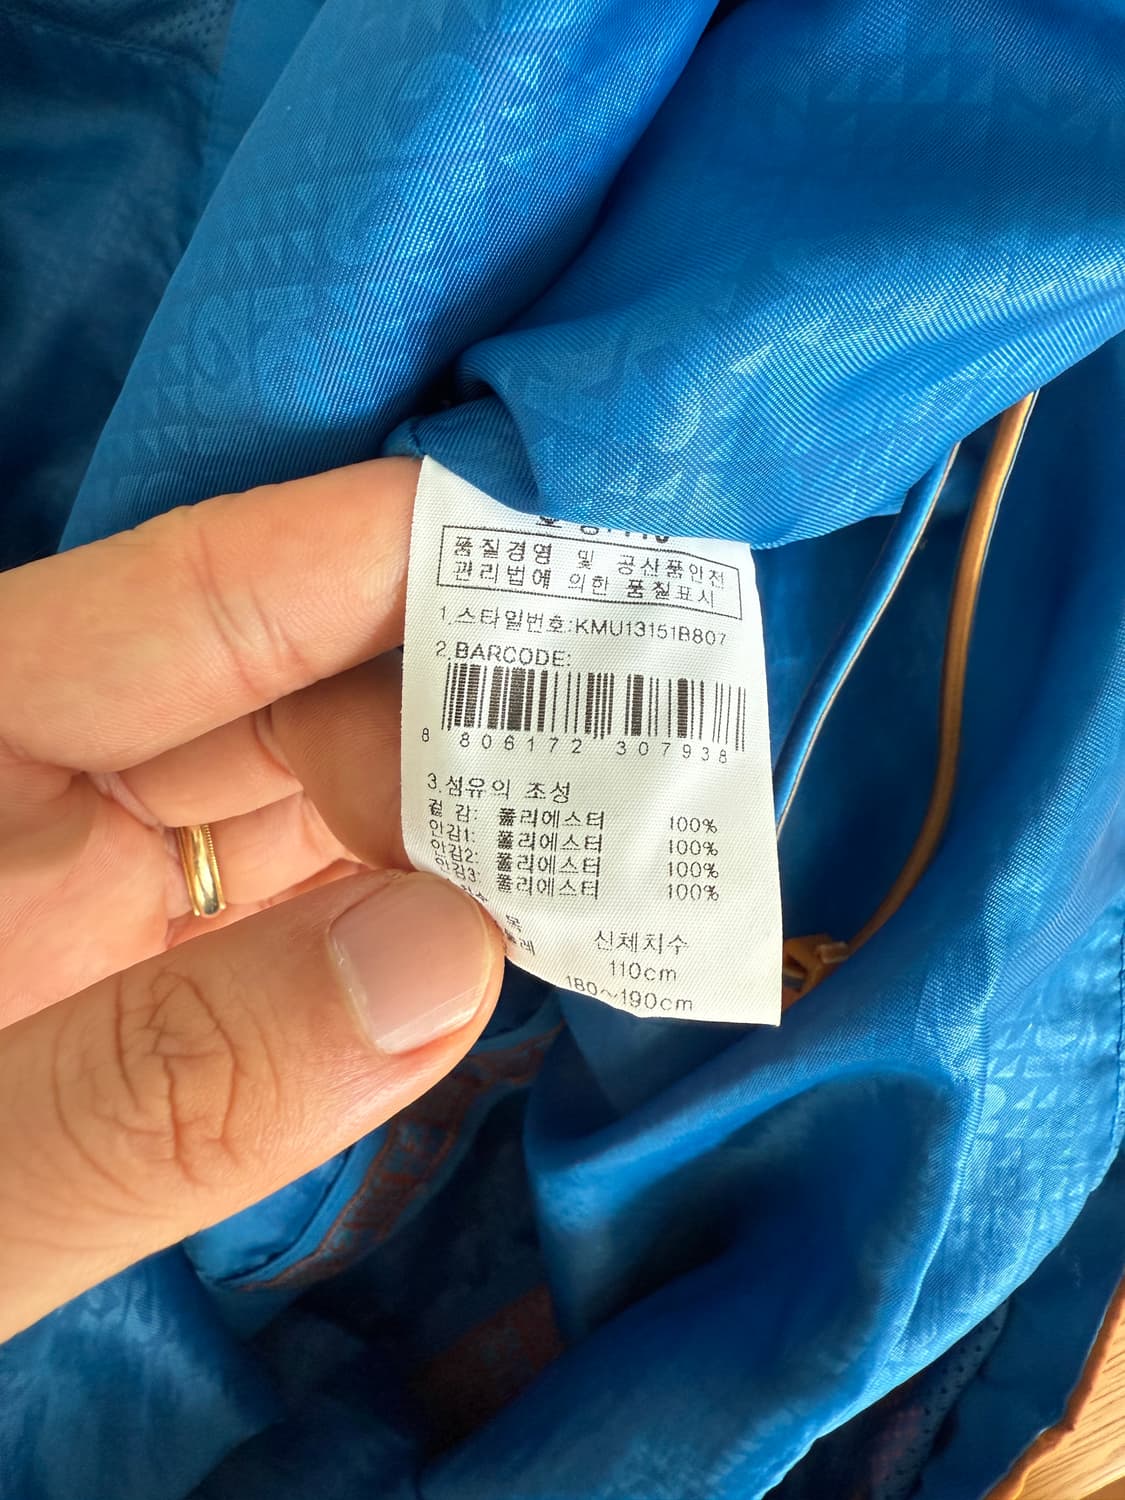 품질경영 및 공산품안전
관리법에 의한 품질표시
1.스타일번호:KMU13151B807
2.BARCODE:
8 806172 307938
3.섬유의 조성
겉 감: 폴리에스터 100%
안감1: 폴리에스터 100%
안감2: 폴리에스터 100%
안감3: 폴리에스터 100%
신체치수
110cm
180~190cm